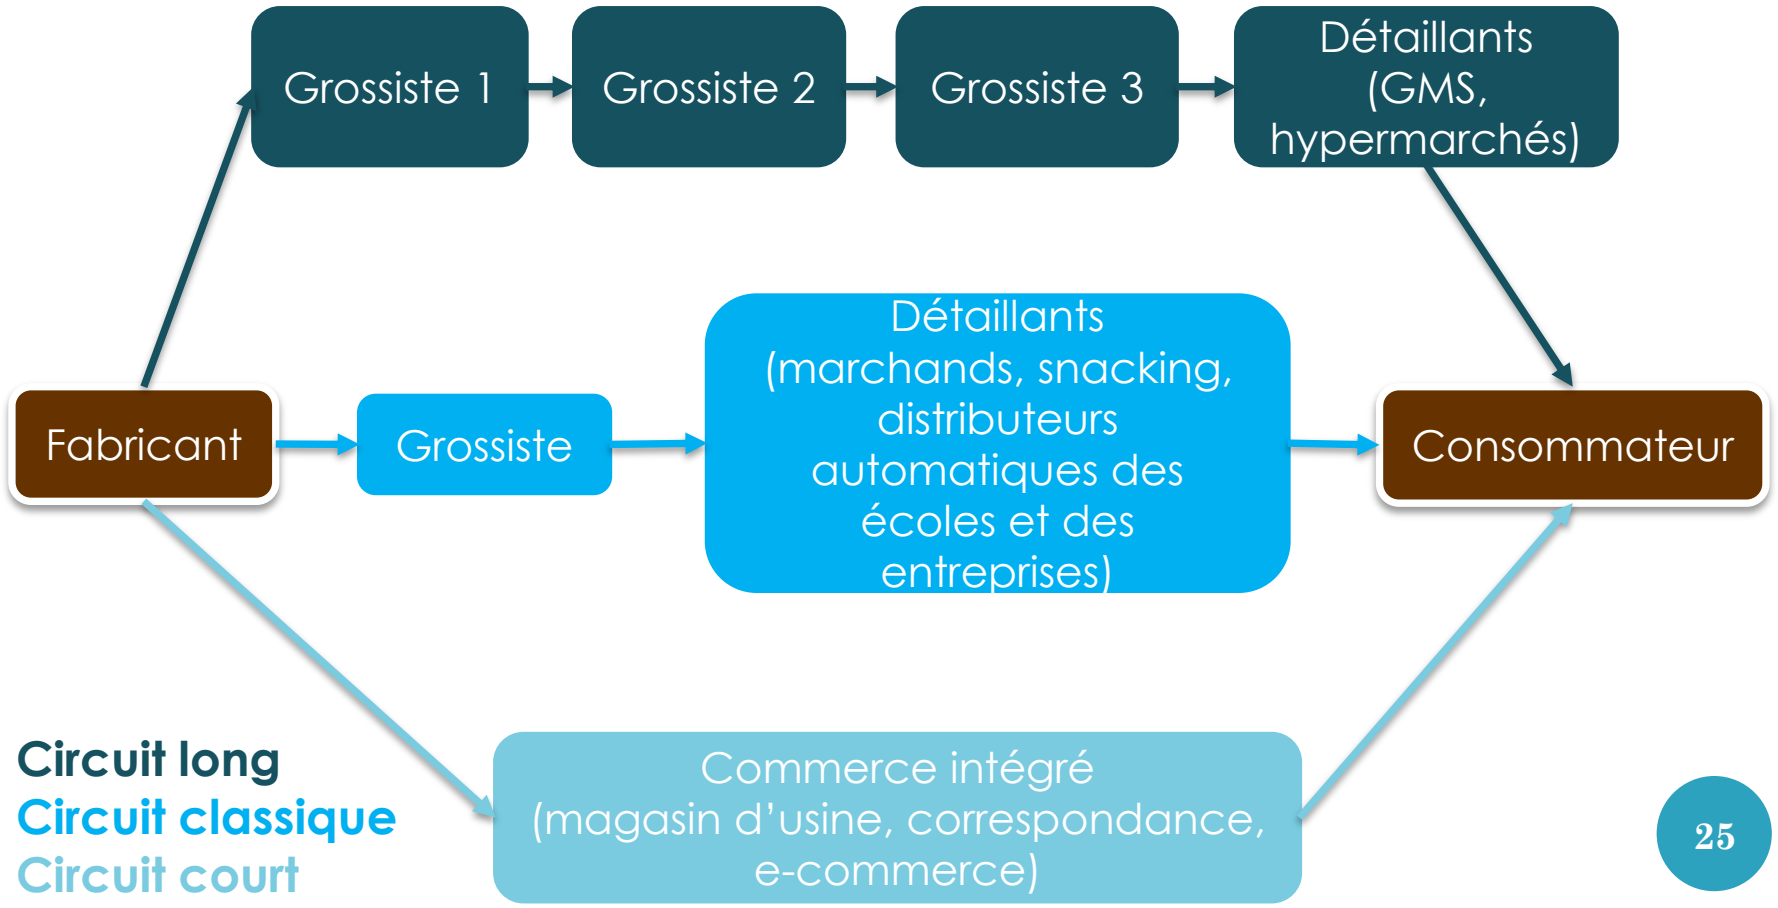 Grossiste 1
Grossiste 2
Grossiste 3
Détaillants
(GMS,
hypermarchés)
Fabricant
Grossiste
Détaillants
(marchands, snacking,
distributeurs
automatiques des
écoles et des
entreprises)
Consommateur
Commerce intégré
(magasin d’usine, correspondance,
e-commerce)
Circuit long
Circuit classique
Circuit court
25